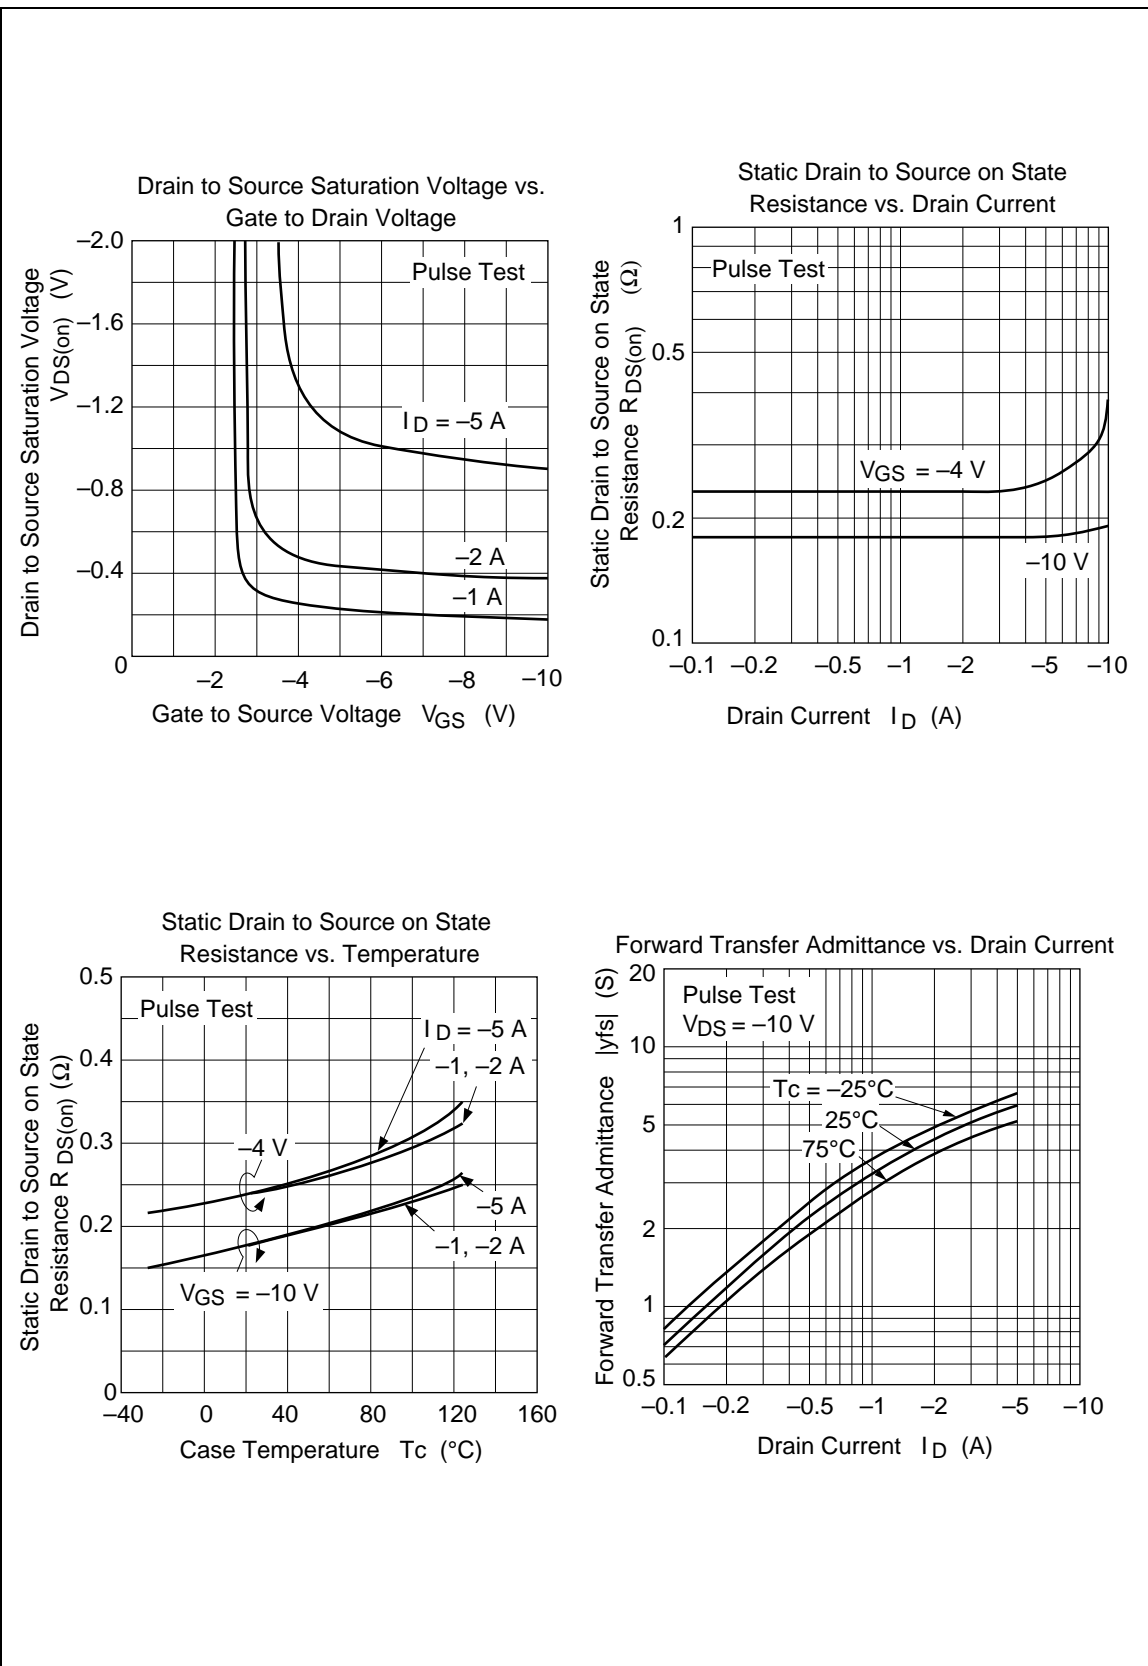 Drain to Source Saturation Voltage vs.
Gate to Drain Voltage
Drain to Source Saturation Voltage
VDS(on) (V)
–2.0
–1.6
–1.2
–0.8
–0.4
0
Pulse Test
I D = –5 A
–2 A
–1 A
–2 –4 –6 –8 –10
Gate to Source Voltage VGS (V)
Static Drain to Source on State
Resistance vs. Drain Current
Static Drain to Source on State
Resistance R DS(on) (Ω)
1
0.5
0.2
0.1
Pulse Test
VGS = –4 V
–10 V
–0.1 –0.2 –0.5 –1 –2 –5 –10
Drain Current I D (A)
Static Drain to Source on State
Resistance vs. Temperature
Static Drain to Source on State
Resistance R DS(on) (Ω)
0.5
0.4
0.3
0.2
0.1
0
Pulse Test
I D = –5 A
–1, –2 A
–4 V
–5 A
–1, –2 A
VGS = –10 V
–40 0 40 80 120 160
Case Temperature Tc (°C)
Forward Transfer Admittance vs. Drain Current
Forward Transfer Admittance |yfs| (S)
20
10
5
2
1
0.5
Pulse Test
VDS = –10 V
Tc = –25°C
25°C
75°C
–0.1 –0.2 –0.5 –1 –2 –5 –10
Drain Current I D (A)